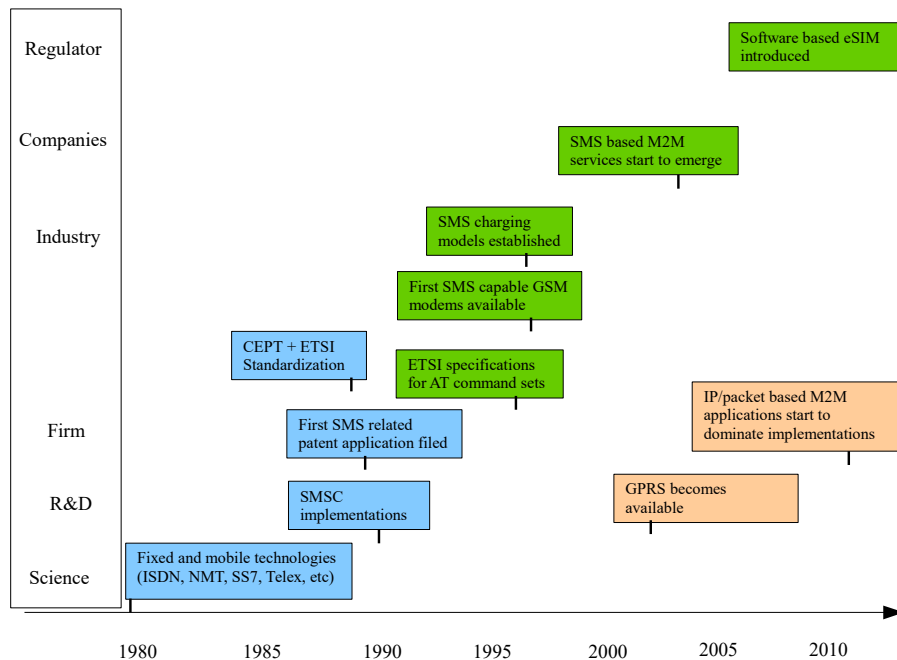 Regulator
Software based eSIM
introduced
Companies
SMS based M2M
services start to emerge
Industry
SMS charging
models established
First SMS capable GSM
modems available
CEPT + ETSI
Standardization
ETSI specifications
for AT command sets
IP/packet based M2M
applications start to
dominate implementations
Firm
First SMS related
patent application filed
R&D
SMSC
implementations
GPRS becomes
available
Science
Fixed and mobile technologies
(ISDN, NMT, SS7, Telex, etc)
1980 1985 1990 1995 2000 2005 2010